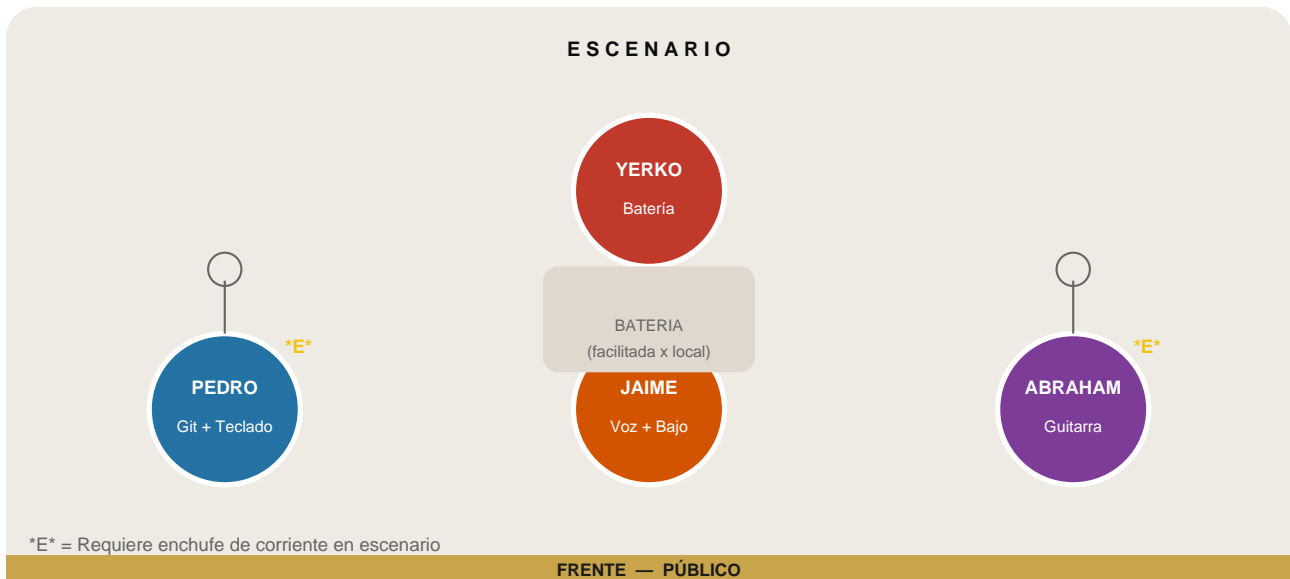 E S C E N A R I O
YERKO
Batería
BATERIA
(facilitada x local)
*E*
*E*
PEDRO
JAIME
ABRAHAM
Git + Teclado
Voz + Bajo
Guitarra
*E* = Requiere enchufe de corriente en escenario
FRENTE — PÚBLICO